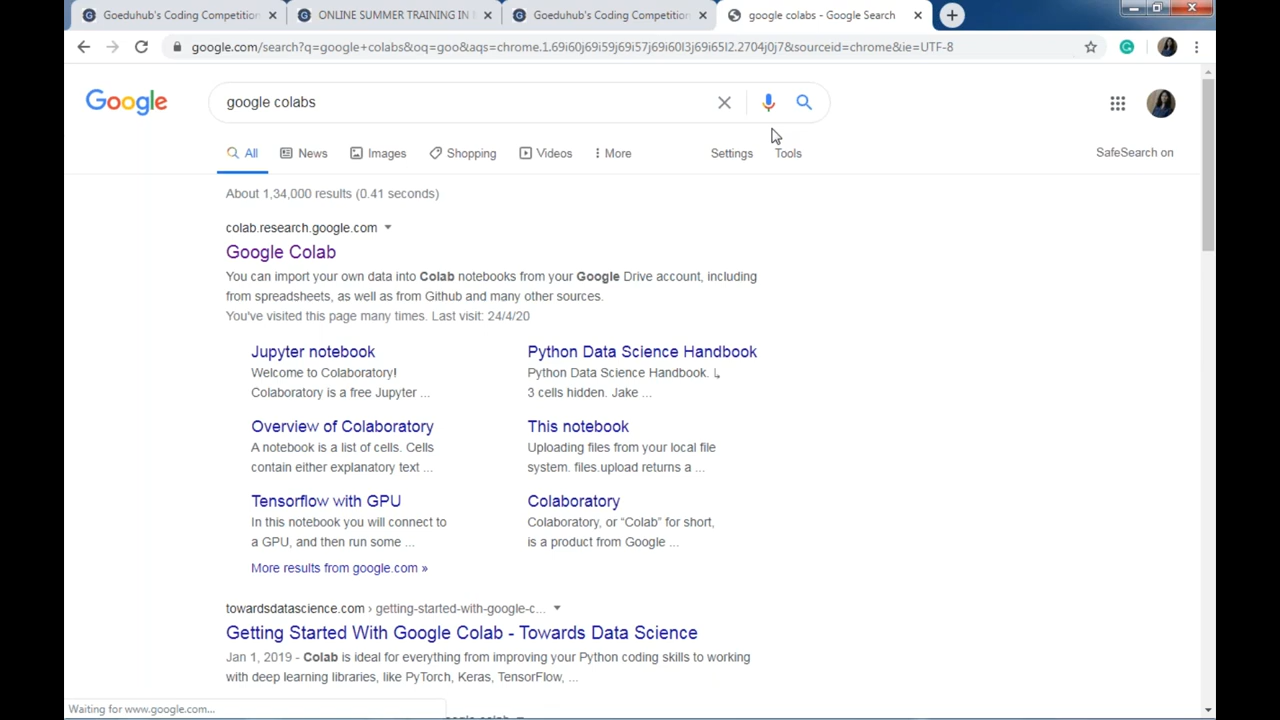 Goeduhub's Coding Competition
ONLINE SUMMER TRAINING IN
Goeduhub's Coding Competition
google colabs - Google Search
google.com/search?q=google+colabs&oq=goo&aqs=chrome.1.69i60j69i59j69i57j69i60l3j69i65l2.2704j0j7&sourceid=chrome&ie=UTF-8
Google
google colabs
All
News
Images
Shopping
Videos
More
Settings
Tools
SafeSearch on
About 1,34,000 results (0.41 seconds)
colab.research.google.com
Google Colab
You can import your own data into Colab notebooks from your Google Drive account, including
from spreadsheets, as well as from Github and many other sources.
You've visited this page many times. Last visit: 24/4/20
Jupyter notebook
Welcome to Colaboratory!
Colaboratory is a free Jupyter ...
Python Data Science Handbook
Python Data Science Handbook. ↳
3 cells hidden. Jake ...
Overview of Colaboratory
A notebook is a list of cells. Cells
contain either explanatory text ...
This notebook
Uploading files from your local file
system. files.upload returns a ...
Tensorflow with GPU
In this notebook you will connect to
a GPU, and then run some ...
Colaboratory
Colaboratory, or “Colab” for short,
is a product from Google ...
More results from google.com »
towardsdatascience.com › getting-started-with-google-c...
Getting Started With Google Colab - Towards Data Science
Jan 1, 2019 - Colab is ideal for everything from improving your Python coding skills to working
with deep learning libraries, like PyTorch, Keras, TensorFlow, ...
Waiting for www.google.com...